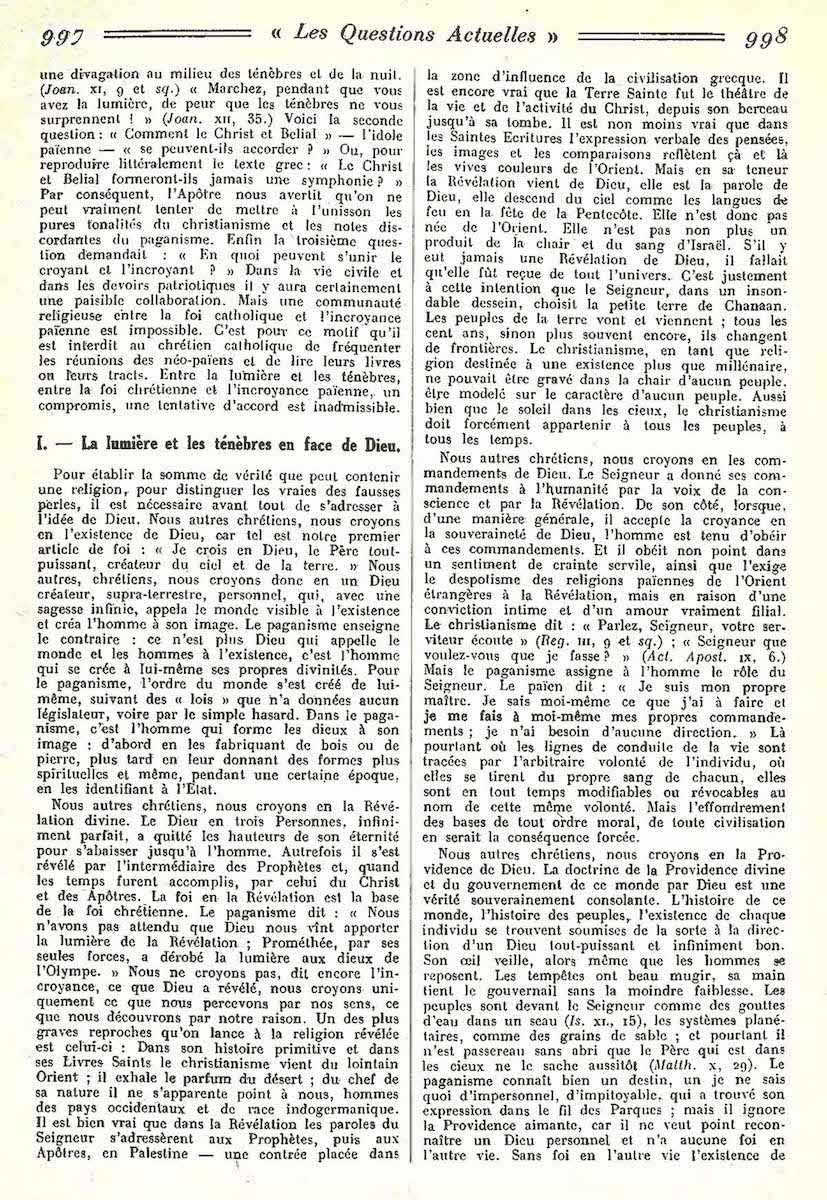 997
« Les Questions Actuelles »
998
une divagation au milieu des ténèbres et de la nuit.
(Joan. xi, 9 et sq.) « Marchez, pendant que vous
avez la lumière, de peur que les ténèbres ne vous
surprennent ! » (Joan. xii, 35.) Voici la seconde
question : « Comment le Christ et Belial » — l'idole
païenne — « se peuvent-ils accorder ? » Ou, pour
reproduire littéralement le texte grec : « Le Christ
et Belial formeront-ils jamais une symphonie ? »
Par conséquent, l'Apôtre nous avertit qu'on ne
peut vraiment tenter de mettre à l'unisson les
pures tonalités du christianisme et les notes dis-
cordantes du paganisme. Enfin la troisième ques-
tion demandait : « En quoi peuvent s'unir le
croyant et l'incroyant ? » Dans la vie civile et
dans les devoirs patriotiques il y aura certainement
une paisible collaboration. Mais une communauté
religieuse entre la foi catholique et l'incroyance
païenne est impossible. C'est pour ce motif qu'il
est interdit au chrétien catholique de fréquenter
les réunions des néo-païens et de lire leurs livres
ou leurs tracts. Entre la lumière et les ténèbres,
entre la foi chrétienne et l'incroyance païenne, un
compromis, une tentative d'accord est inadmissible.
I. — La lumière et les ténèbres en face de Dieu.
Pour établir la somme de vérité que peut contenir
une religion, pour distinguer les vraies des fausses
perles, il est nécessaire avant tout de s'adresser à
l'idée de Dieu. Nous autres chrétiens, nous croyons
en l'existence de Dieu, car tel est notre premier
article de foi : « Je crois en Dieu, le Père tout-
puissant, créateur du ciel et de la terre. » Nous
autres, chrétiens, nous croyons donc en un Dieu
créateur, supra-terrestre, personnel, qui, avec une
sagesse infinie, appela le monde visible à l'existence
et créa l'homme à son image. Le paganisme enseigne
le contraire : ce n'est plus Dieu qui appelle le
monde et les hommes à l'existence, c'est l'homme
qui se crée à lui-même ses propres divinités. Pour
le paganisme, l'ordre du monde s'est créé de lui-
même, suivant des « lois » que n'a données aucun
législateur, voire par le simple hasard. Dans le paga-
nisme, c'est l'homme qui forme les dieux à son
image : d'abord en les fabriquant de bois ou de
pierre, plus tard en leur donnant des formes plus
spirituelles et même, pendant une certaine époque,
en les identifiant à l'Etat.
Nous autres chrétiens, nous croyons en la Révé-
lation divine. Le Dieu en trois Personnes, infini-
ment parfait, a quitté les hauteurs de son éternité
pour s'abaisser jusqu'à l'homme. Autrefois il s'est
révélé par l'intermédiaire des Prophètes et, quand
les temps furent accomplis, par celui du Christ
et des Apôtres. La foi en la Révélation est la base
de la foi chrétienne. Le paganisme dit : « Nous
n'avons pas attendu que Dieu nous vînt apporter
la lumière de la Révélation ; Prométhée, par ses
seules forces, a dérobé la lumière aux dieux de
l'Olympe. » Nous ne croyons pas, dit encore l'in-
croyance, ce que Dieu a révélé, nous croyons uni-
quement ce que nous percevons par nos sens, ce
que nous découvrons par notre raison. Un des plus
graves reproches qu'on lance à la religion révélée
est celui-ci : Dans son histoire primitive et dans
ses Livres Saints le christianisme vient du lointain
Orient ; il exhale le parfum du désert ; du chef de
sa nature il ne s'apparente point à nous, hommes
des pays occidentaux et de race indogermanique.
Il est bien vrai que dans la Révélation les paroles du
Seigneur s'adressèrent aux Prophètes, puis aux
Apôtres, en Palestine — une contrée placée dans
la zone d'influence de la civilisation grecque. Il
est encore vrai que la Terre Sainte fut le théâtre de
la vie et de l'activité du Christ, depuis son berceau
jusqu'à sa tombe. Il est non moins vrai que dans
les Saintes Ecritures l'expression verbale des pensées,
les images et les comparaisons reflètent çà et là
les vives couleurs de l'Orient. Mais en sa teneur
la Révélation vient de Dieu, elle est la parole de
Dieu, elle descend du ciel comme les langues de
feu en la fête de la Pentecôte. Elle n'est donc pas
née de l'Orient. Elle n'est pas non plus un
produit de la chair et du sang d'Israël. S'il y
eut jamais une Révélation de Dieu, il fallait
qu'elle fût reçue de tout l'univers. C'est justement
à cette intention que le Seigneur, dans un inson-
dable dessein, choisit la petite terre de Chanaan.
Les peuples de la terre vont et viennent ; tous les
cent ans, sinon plus souvent encore, ils changent
de frontières. Le christianisme, en tant que reli-
gion destinée à une existence plus que millénaire,
ne pouvait être gravé dans la chair d'aucun peuple,
être modelé sur le caractère d'aucun peuple. Aussi
bien que le soleil dans les cieux, le christianisme
doit forcément appartenir à tous les peuples, à
tous les temps.
Nous autres chrétiens, nous croyons en les com-
mandements de Dieu. Le Seigneur a donné ses com-
mandements à l'humanité par la voix de la con-
science et par la Révélation. De son côté, lorsque,
d'une manière générale, il accepte la croyance en
la souveraineté de Dieu, l'homme est tenu d'obéir
à ces commandements. Et il obéit non point dans
un sentiment de crainte servile, ainsi que l'exige
le despotisme des religions païennes de l'Orient
étrangères à la Révélation, mais en raison d'une
conviction intime et d'un amour vraiment filial.
Le christianisme dit : « Parlez, Seigneur, votre ser-
viteur écoute » (Reg. iii, 9 et sq.) ; « Seigneur que
voulez-vous que je fasse ? » (Act. Apost. ix, 6.)
Mais le paganisme assigne à l'homme le rôle du
Seigneur. Le païen dit : « Je suis mon propre
maître. Je sais moi-même ce que j'ai à faire et
je me fais à moi-même mes propres commande-
ments ; je n'ai besoin d'aucune direction. » Là
pourtant où les lignes de conduite de la vie sont
tracées par l'arbitraire volonté de l'individu, où
elles se tirent du propre sang de chacun, elles
sont en tout temps modifiables ou révocables au
nom de cette même volonté. Mais l'effondrement
des bases de tout ordre moral, de toute civilisation
en serait la conséquence forcée.
Nous autres chrétiens, nous croyons en la Pro-
vidence de Dieu. La doctrine de la Providence divine
et du gouvernement de ce monde par Dieu est une
vérité souverainement consolante. L'histoire de ce
monde, l'histoire des peuples, l'existence de chaque
individu se trouvent soumises de la sorte à la direc-
tion d'un Dieu tout-puissant et infiniment bon.
Son œil veille, alors même que les hommes se
reposent. Les tempêtes ont beau mugir, sa main
tient le gouvernail sans la moindre faiblesse. Les
peuples sont devant le Seigneur comme des gouttes
d'eau dans un seau (Is. xl, 15), les systèmes plané-
taires, comme des grains de sable ; et pourtant il
n'est passereau sans abri que le Père qui est dans
les cieux ne le sache aussitôt (Matth. x, 29). Le
paganisme connaît bien un destin, un je ne sais
quoi d'impersonnel, d'impitoyable, qui a trouvé son
expression dans le fil des Parques ; mais il ignore
la Providence aimante, car il ne veut point recon-
naître un Dieu personnel et n'a aucune foi en
l'autre vie. Sans foi en l'autre vie l'existence de